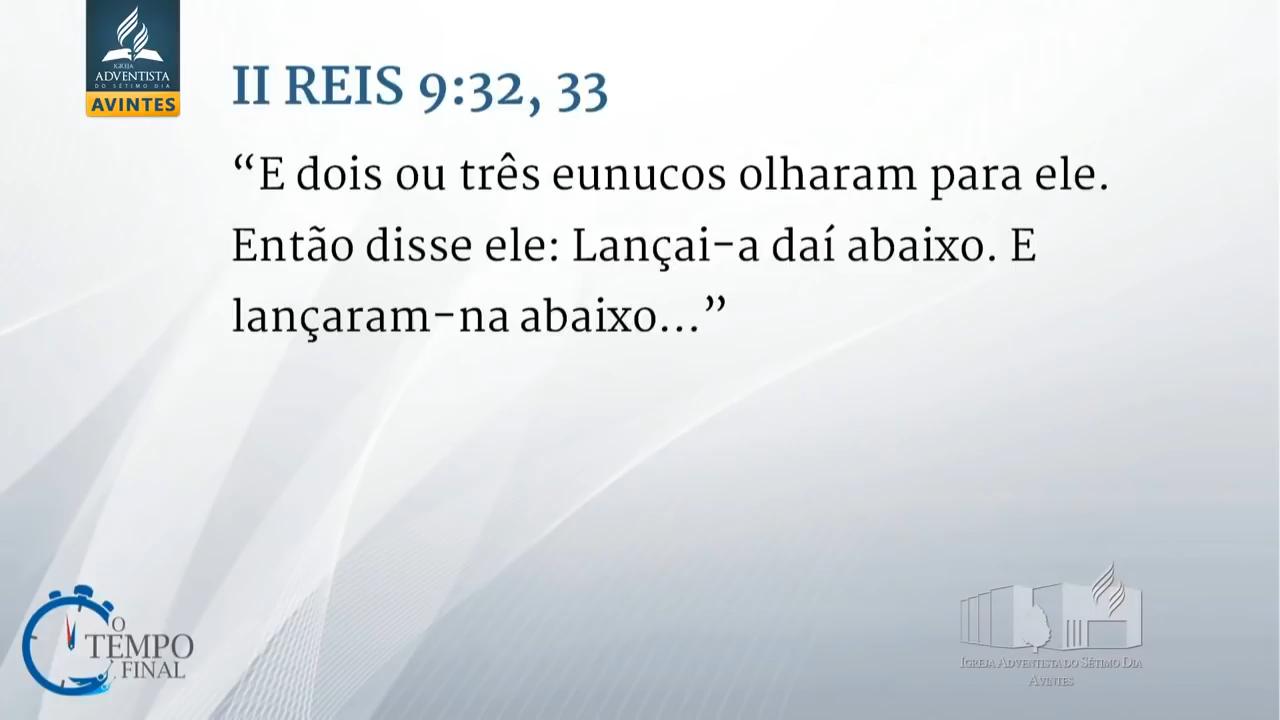 IGREJA
ADVENTISTA
DO SÉTIMO DIA
AVINTES
II REIS 9:32, 33
“E dois ou três eunucos olharam para ele.
Então disse ele: Lançai-a daí abaixo. E
lançaram-na abaixo...”
O
TEMPO
FINAL
IGREJA ADVENTISTA DO SÉTIMO DIA
AVINTES